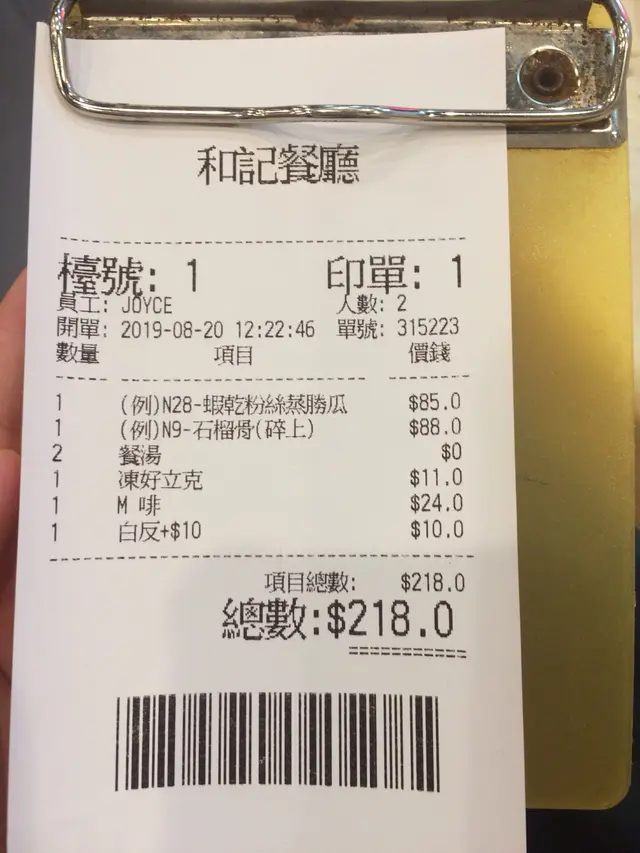 和記餐廳
檯號: 1 印單: 1
員工: JOYCE 人數: 2
開單: 2019-08-20 12:22:46 單號: 315223
數量 項目 價錢
1 (例)N28-蝦乾粉絲蒸勝瓜 $85.0
1 (例)N9-石榴骨(碎上) $88.0
2 餐湯 $0
1 凍好立克 $11.0
1 M 啡 $24.0
1 白反+$10 $10.0
項目總數: $218.0
總數:$218.0